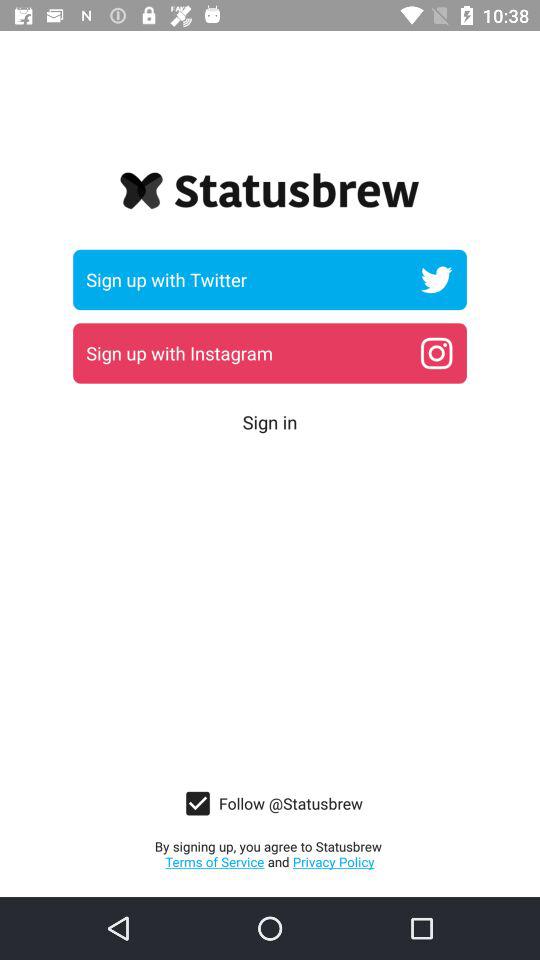 10:38
Statusbrew
Sign up with Twitter
Sign up with Instagram
Sign in
Follow @Statusbrew
By signing up, you agree to Statusbrew
Terms of Service and Privacy Policy